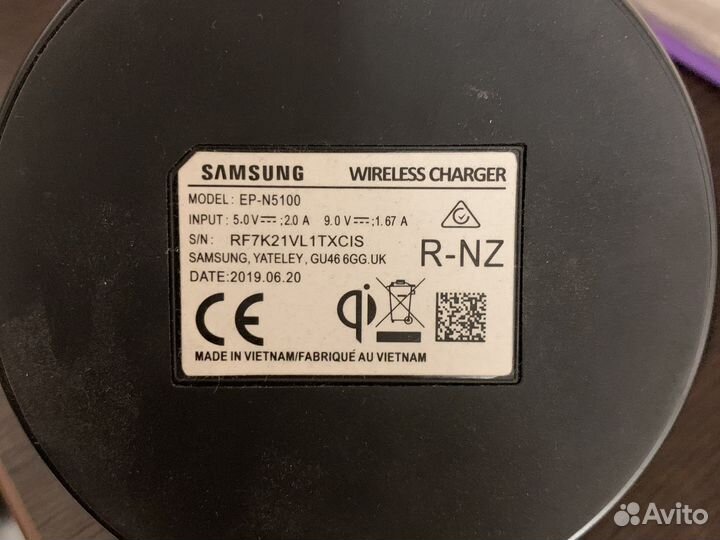 SAMSUNG WIRELESS CHARGER
MODEL: EP-N5100
INPUT: 5.0V⎓;2.0 A 9.0 V⎓;1.67 A
S/N: RF7K21VL1TXCIS
SAMSUNG, YATELEY, GU46 6GG.UK
R-NZ
DATE:2019.06.20
CE qi
MADE IN VIETNAM/FABRIQUÉ AU VIETNAM
Avito